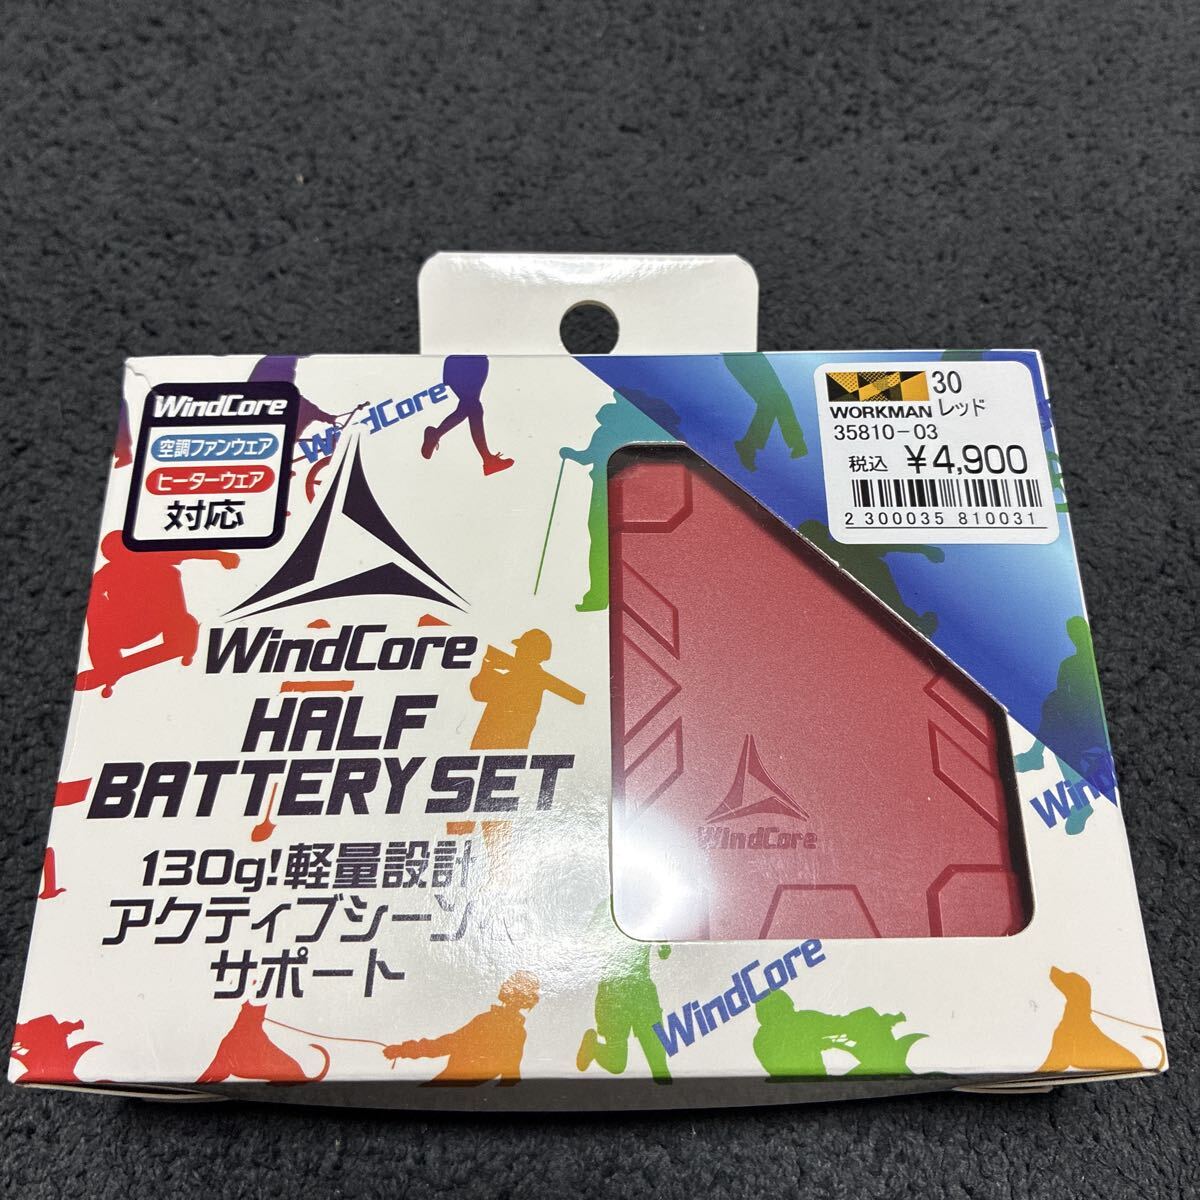 WindCore
空調ファンウェア
ヒーターウェア
対応
WindCore
WindCore
HALF
BATTERY SET
130g!軽量設計
アクティブシーンを
サポート
WORKMAN
30
レッド
35810-03
税込 ¥4,900
2 300035 810031
WindCore
WindCore